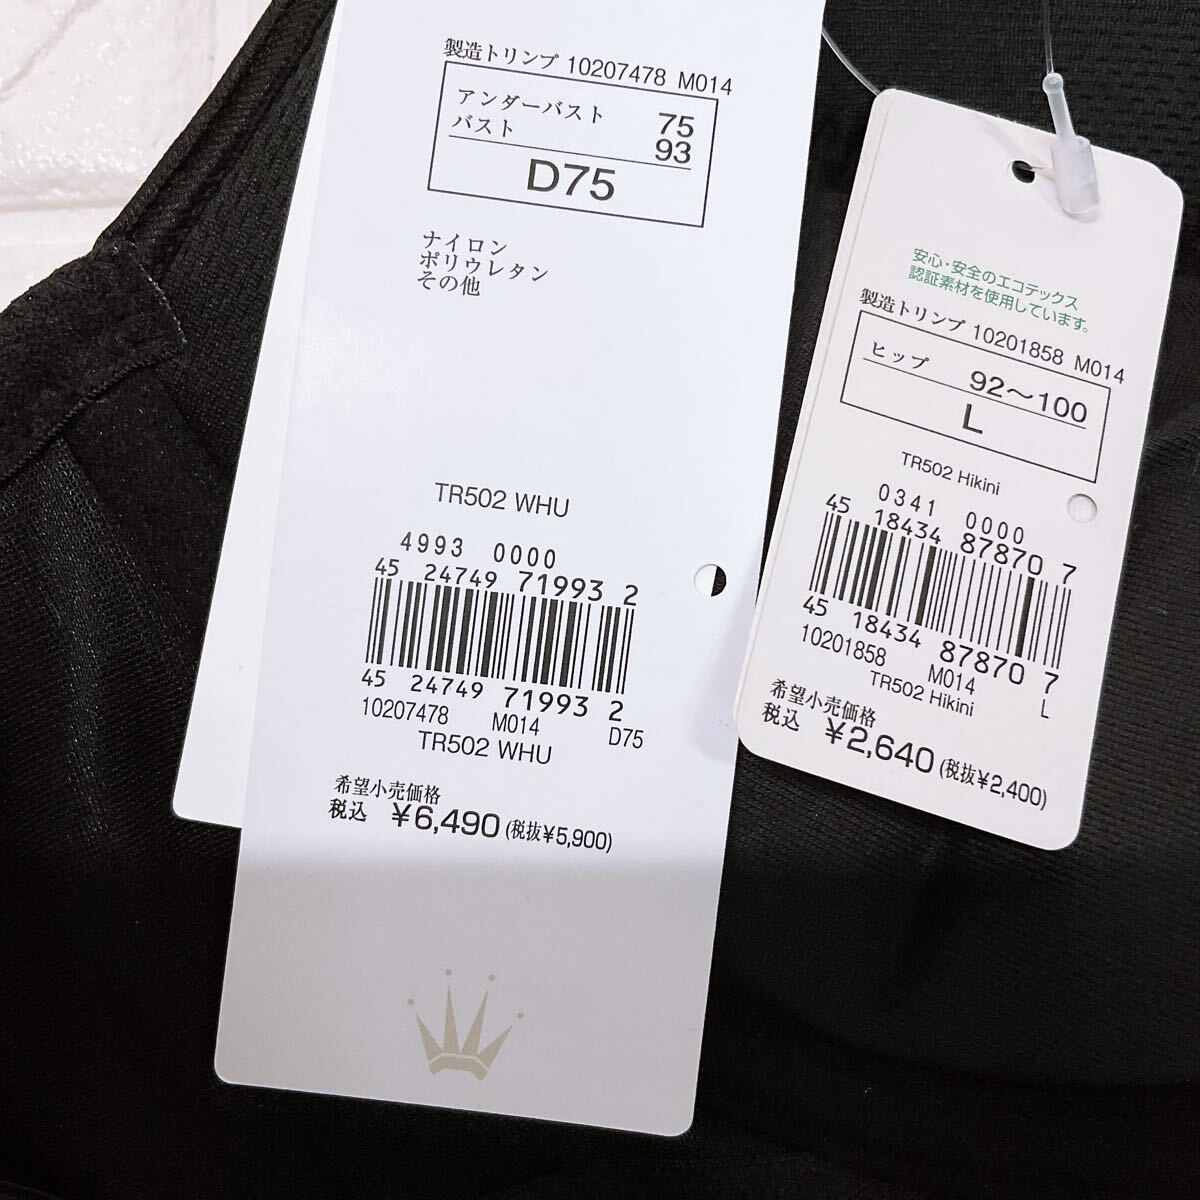 製造トリンプ 10207478 M014
アンダーバスト 75
バスト 93
D75
ナイロン
ポリウレタン
その他
TR502 WHU
4993 0000
45 24749 71993 2
45 24749 71993 2
10207478 M014 D75
TR502 WHU
希望小売価格
税込 ¥6,490 (税抜¥5,900)
安心・安全のエコテックス
認証素材を使用しています。
製造トリンプ 10201858 M014
ヒップ 92～100
L
TR502 Hikini
0341 0000
45 18434 87870 7
45 18434 87870 7
10201858 M014 L
TR502 Hikini
希望小売価格
税込 ¥2,640 (税抜¥2,400)